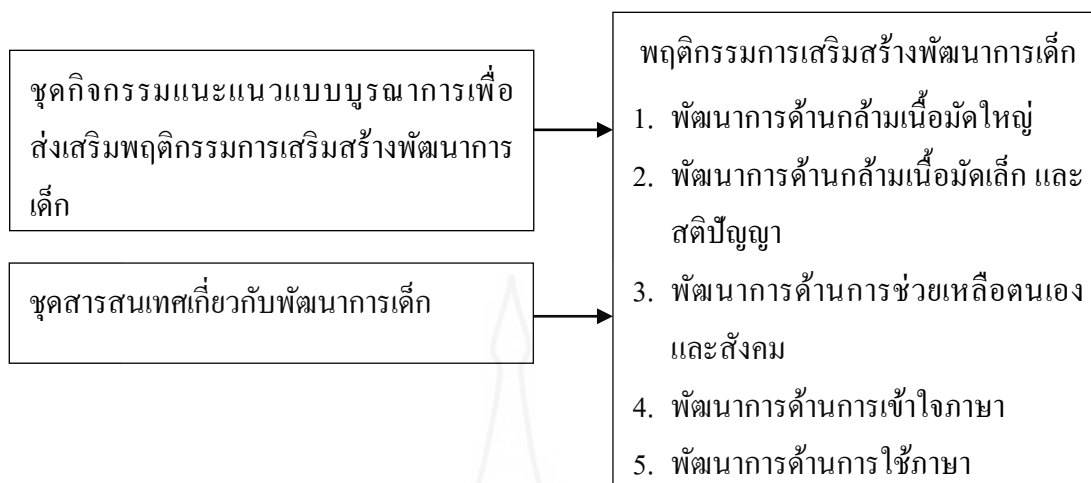 ชุดกิจกรรมแนะแนวแบบบูรณาการเพื่อ
ส่งเสริมพฤติกรรมการเสริมสร้างพัฒนาการ
เด็ก
ชุดสารสนเทศเกี่ยวกับพัฒนาการเด็ก
พฤติกรรมการเสริมสร้างพัฒนาการเด็ก
1. พัฒนาการด้านกล้ามเนื้อมัดใหญ่
2. พัฒนาการด้านกล้ามเนื้อมัดเล็ก และ
สติปัญญา
3. พัฒนาการด้านการช่วยเหลือตนเอง
และสังคม
4. พัฒนาการด้านการเข้าใจภาษา
5. พัฒนาการด้านการใช้ภาษา